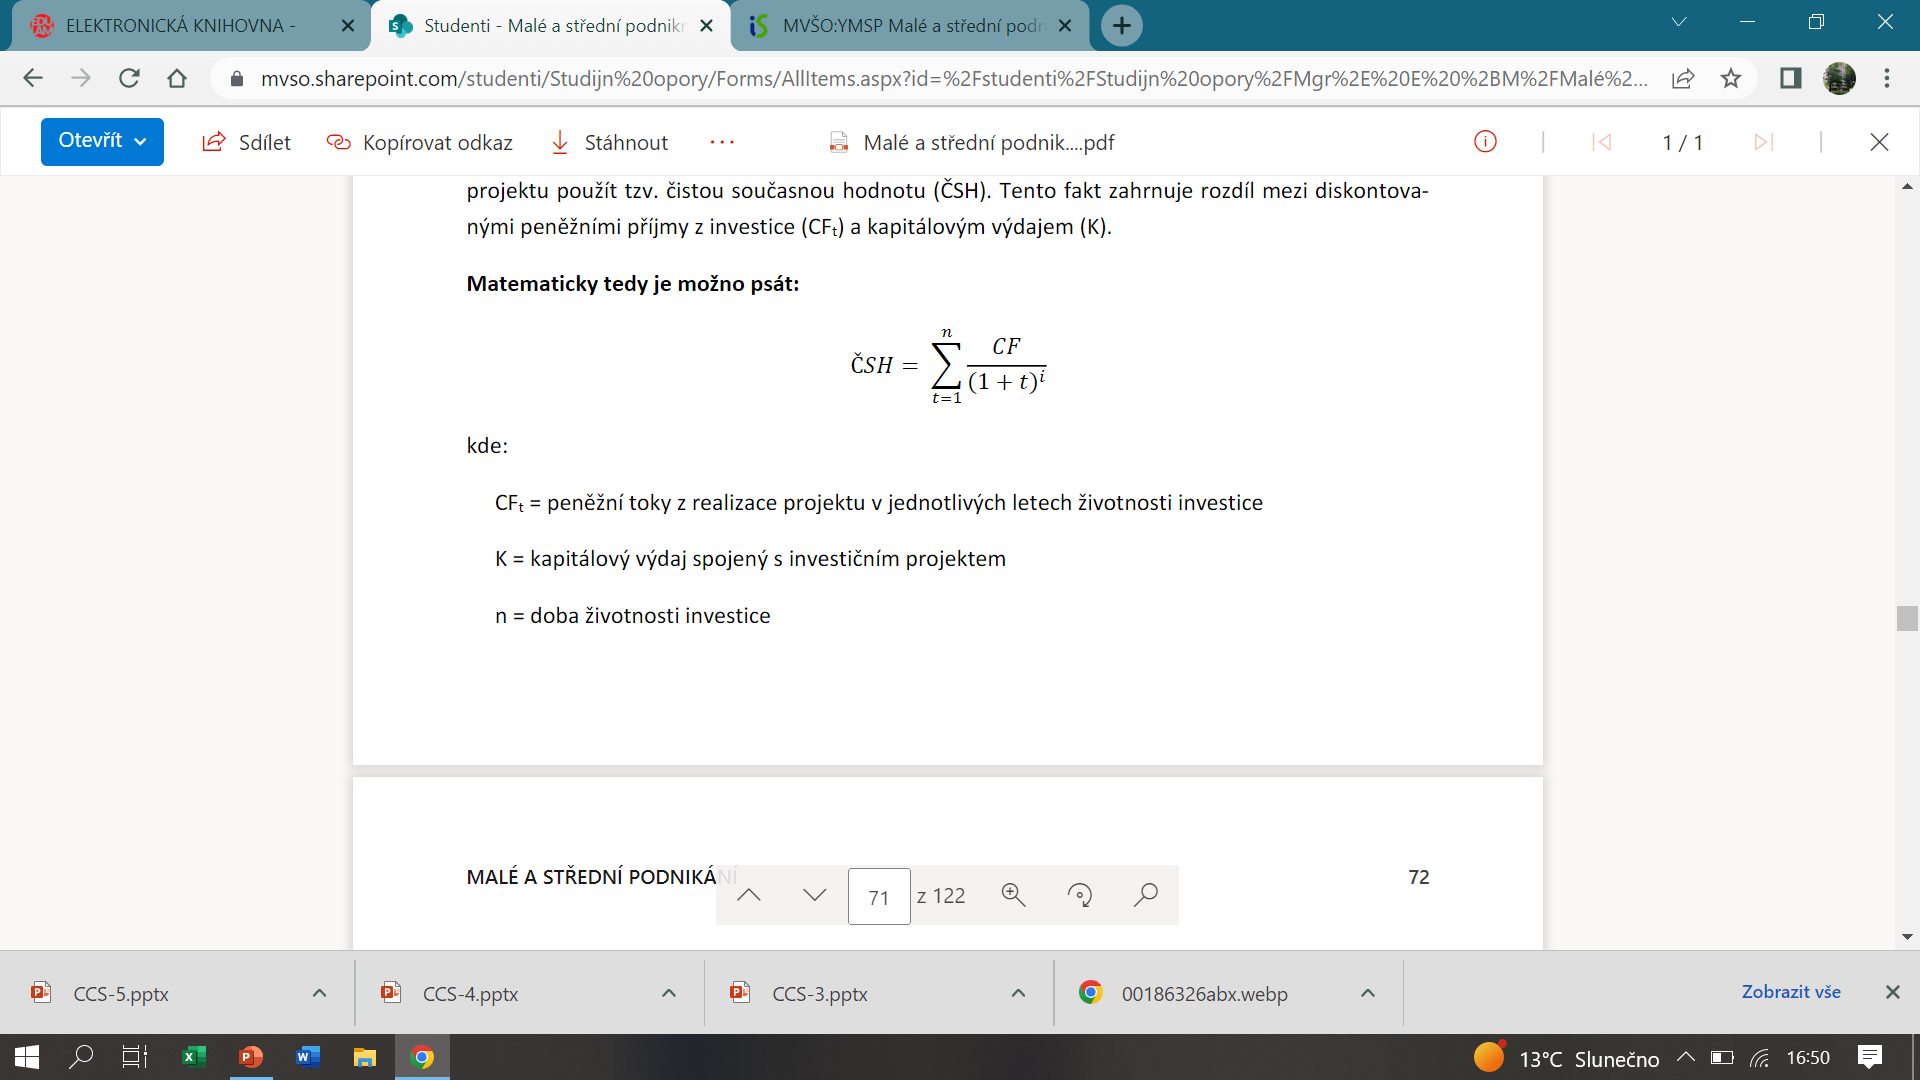 ELEKTRONICKÁ KNIHOVNA -
Studenti - Malé a střední podnikn
MVŠO:YMSP Malé a střední podn
mvso.sharepoint.com/studenti/Studijn%20opory/Forms/AllItems.aspx?id=%2Fstudenti%2FStudijn%20opory%2FMgr%2E%20E%20%2BM%2FMalé%2...
Otevřít
Sdílet
Kopírovat odkaz
Stáhnout
Malé a střední podnik....pdf
1 / 1
projektu použít tzv. čistou současnou hodnotu (ČSH). Tento fakt zahrnuje rozdíl mezi diskontova-
nými peněžními příjmy z investice (CFₜ) a kapitálovým výdajem (K).
Matematicky tedy je možno psát:
ČSH = ∑_{t=1}^{n} CF/(1 + t)^i
kde:
CFₜ = peněžní toky z realizace projektu v jednotlivých letech životnosti investice
K = kapitálový výdaj spojený s investičním projektem
n = doba životnosti investice
MALÉ A STŘEDNÍ PODNIKÁNÍ
72
71 z 122
CCS-5.pptx
CCS-4.pptx
CCS-3.pptx
00186326abx.webp
Zobrazit vše
13°C Slunečno
16:50